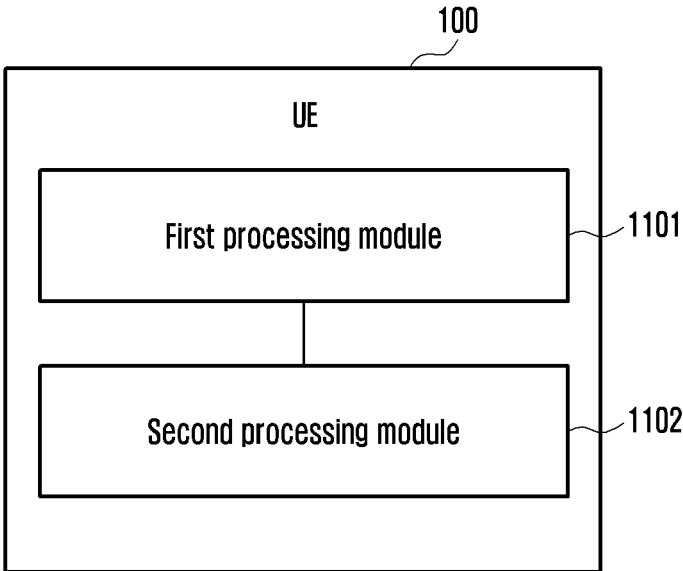 100
UE
First processing module
1101
Second processing module
1102